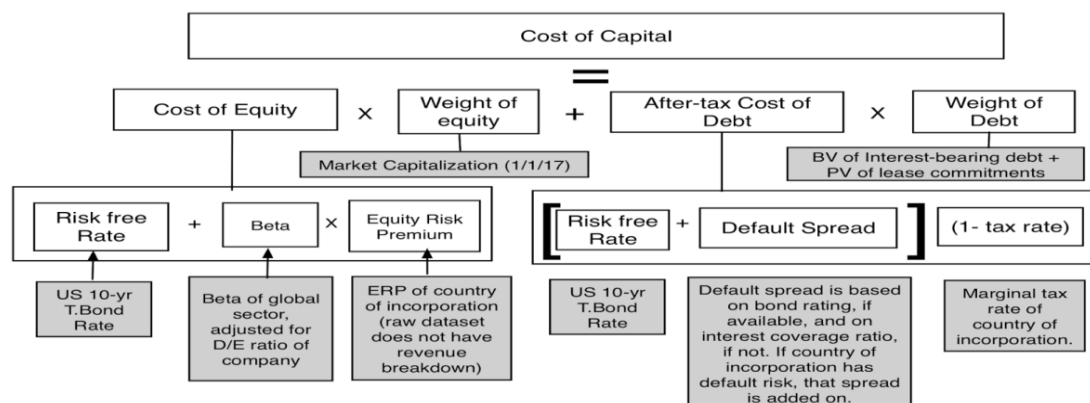 Cost of Capital
=
Cost of Equity
X
Weight of
equity
+
After-tax Cost of
Debt
X
Weight of
Debt
Market Capitalization (1/1/17)
BV of Interest-bearing debt +
PV of lease commitments
Risk free
Rate
+
Beta
X
Equity Risk
Premium
[
Risk free
Rate
+
Default Spread
]
(1- tax rate)
US 10-yr
T.Bond
Rate
Beta of global
sector,
adjusted for
D/E ratio of
company
ERP of country
of incorporation
(raw dataset
does not have
revenue
breakdown)
US 10-yr
T.Bond
Rate
Default spread is
based on bond rating, if
available, and on
interest coverage ratio,
if not. If country of
incorporation has
default risk, that spread
is added on.
Marginal tax
rate of
country of
incorporation.